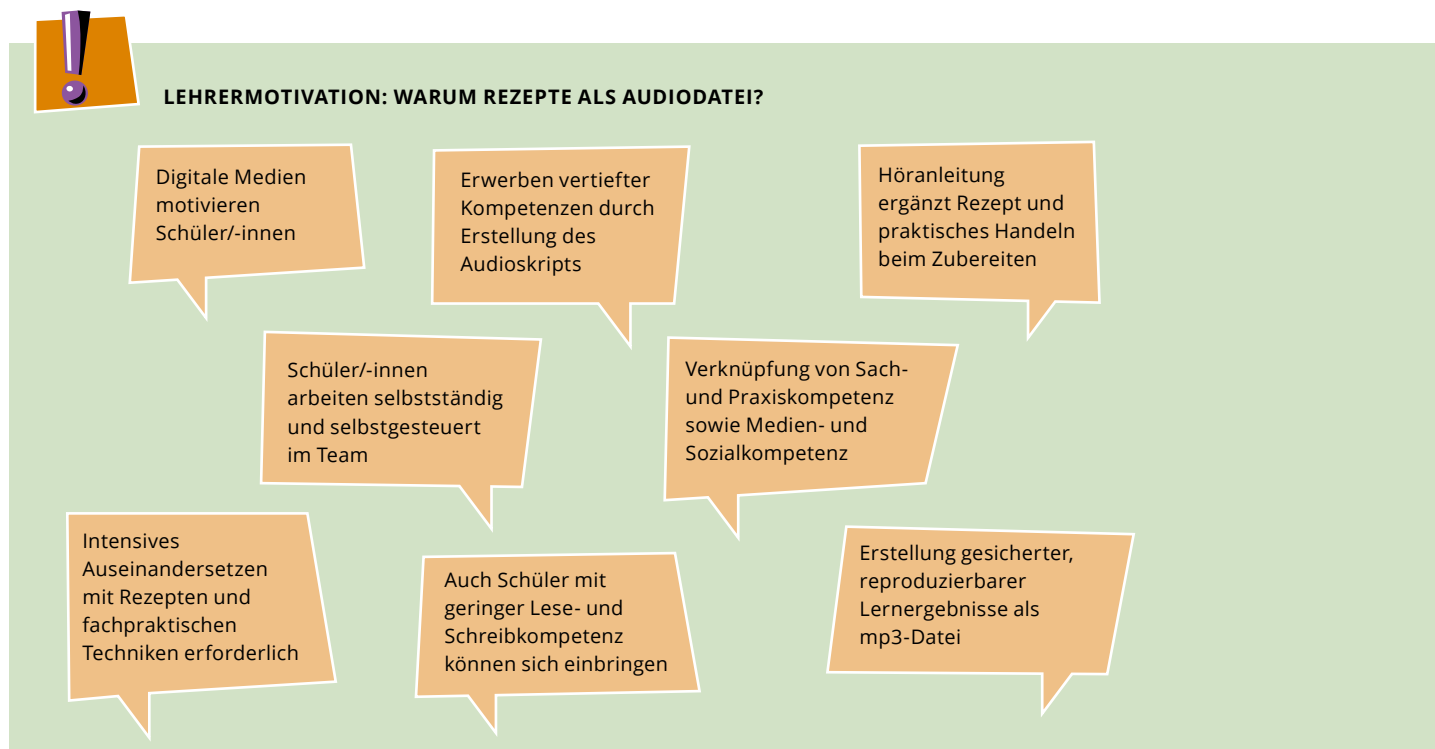 LEHRERMOTIVATION: WARUM REZEPTE ALS AUDIODATEI?
Digitale Medien
motivieren
Schüler/-innen
Erwerben vertiefter
Kompetenzen durch
Erstellung des
Audioskripts
Höranleitung
ergänzt Rezept und
praktisches Handeln
beim Zubereiten
Schüler/-innen
arbeiten selbstständig
und selbstgesteuert
im Team
Verknüpfung von Sach-
und Praxiskompetenz
sowie Medien- und
Sozialkompetenz
Intensives
Auseinandersetzen
mit Rezepten und
fachpraktischen
Techniken erforderlich
Auch Schüler mit
geringer Lese- und
Schreibkompetenz
können sich einbringen
Erstellung gesicherter,
reproduzierbarer
Lernergebnisse als
mp3-Datei